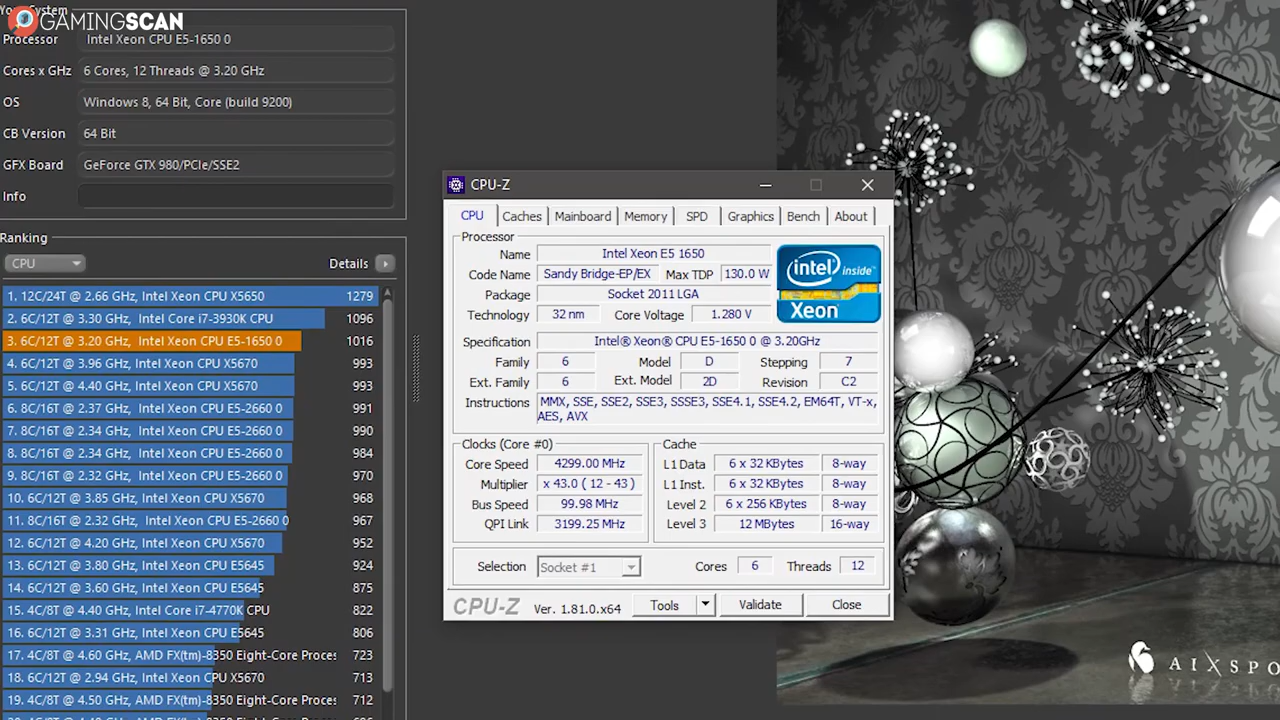 GAMINGSCAN
Your System
Processor Intel Xeon CPU E5-1650 0
Cores x GHz 6 Cores, 12 Threads @ 3.20 GHz
OS Windows 8, 64 Bit, Core (build 9200)
CB Version 64 Bit
GFX Board GeForce GTX 980/PCIe/SSE2
Info
Ranking
CPU Details
1. 12C/24T @ 2.66 GHz, Intel Xeon CPU X5650 1279
2. 6C/12T @ 3.30 GHz, Intel Core i7-3930K CPU 1096
3. 6C/12T @ 3.20 GHz, Intel Xeon CPU E5-1650 0 1016
4. 6C/12T @ 3.96 GHz, Intel Xeon CPU X5670 993
5. 6C/12T @ 4.40 GHz, Intel Xeon CPU X5670 993
6. 8C/16T @ 2.37 GHz, Intel Xeon CPU E5-2660 0 991
7. 8C/16T @ 2.34 GHz, Intel Xeon CPU E5-2660 0 990
8. 8C/16T @ 2.34 GHz, Intel Xeon CPU E5-2660 0 984
9. 8C/16T @ 2.32 GHz, Intel Xeon CPU E5-2660 0 970
10. 6C/12T @ 3.85 GHz, Intel Xeon CPU X5670 968
11. 8C/16T @ 2.32 GHz, Intel Xeon CPU E5-2660 0 967
12. 6C/12T @ 4.20 GHz, Intel Xeon CPU X5670 952
13. 6C/12T @ 3.80 GHz, Intel Xeon CPU E5645 924
14. 6C/12T @ 3.60 GHz, Intel Xeon CPU E5645 875
15. 4C/8T @ 4.40 GHz, Intel Core i7-4770K CPU 822
16. 6C/12T @ 3.31 GHz, Intel Xeon CPU E5645 806
17. 4C/8T @ 4.60 GHz, AMD FX(tm)-8350 Eight-Core Proces 723
18. 6C/12T @ 2.94 GHz, Intel Xeon CPU X5670 713
19. 4C/8T @ 4.50 GHz, AMD FX(tm)-8350 Eight-Core Proces 712
CPU-Z
CPU Caches Mainboard Memory SPD Graphics Bench About
Processor
Name Intel Xeon E5 1650
Code Name Sandy Bridge-EP/EX Max TDP 130.0 W
Package Socket 2011 LGA
Technology 32 nm Core Voltage 1.280 V
intel inside™
Xeon
Specification Intel® Xeon® CPU E5-1650 0 @ 3.20GHz
Family 6 Model D Stepping 7
Ext. Family 6 Ext. Model 2D Revision C2
Instructions MMX, SSE, SSE2, SSE3, SSSE3, SSE4.1, SSE4.2, EM64T, VT-x,
AES, AVX
Clocks (Core #0)
Core Speed 4299.00 MHz
Multiplier x 43.0 ( 12 - 43 )
Bus Speed 99.98 MHz
QPI Link 3199.25 MHz
Cache
L1 Data 6 x 32 KBytes 8-way
L1 Inst. 6 x 32 KBytes 8-way
Level 2 6 x 256 KBytes 8-way
Level 3 12 MBytes 16-way
Selection Socket #1 Cores 6 Threads 12
CPU-Z Ver. 1.81.0.x64 Tools Validate Close
AIXSPO